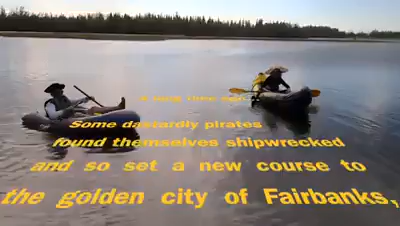 A long time ago
Some dastardly pirates
found themselves shipwrecked
and so set a new course to
the golden city of Fairbanks,